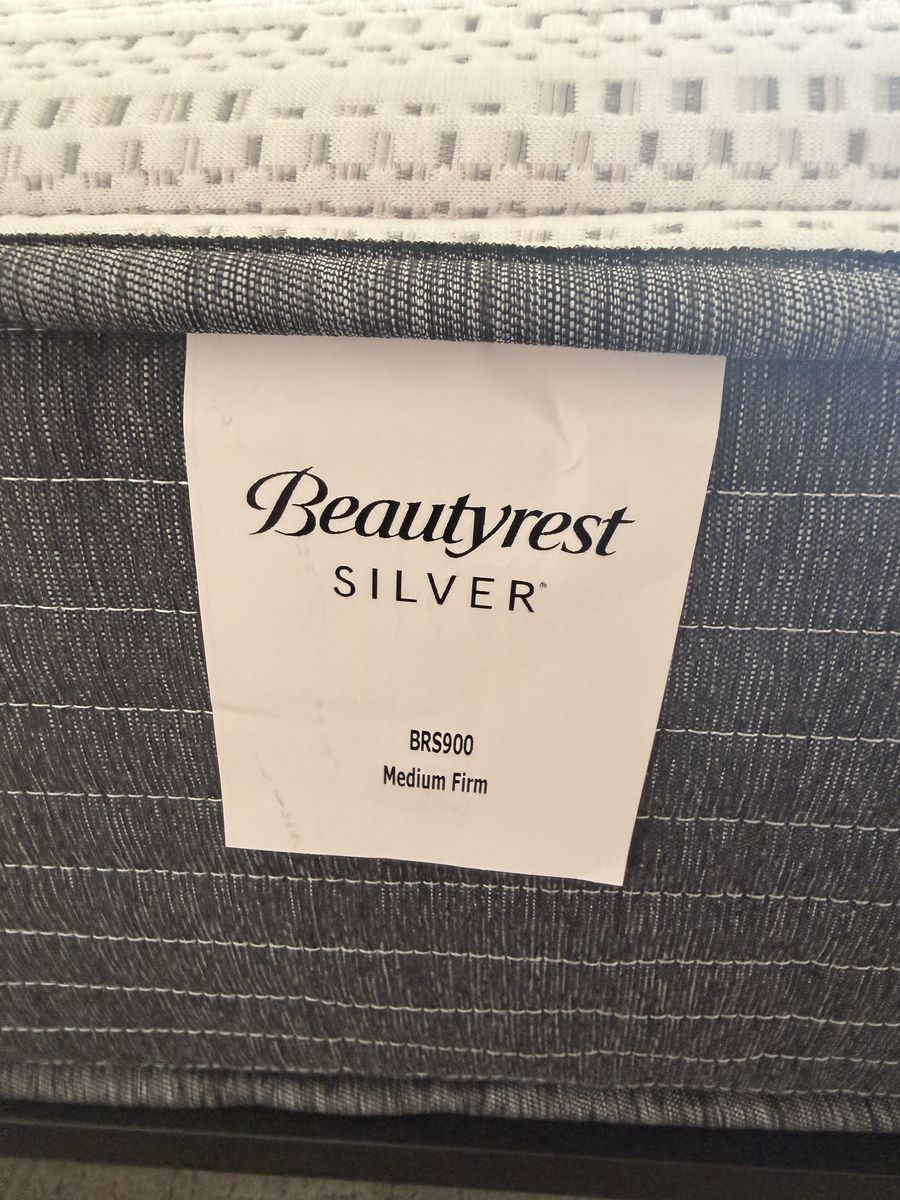 Beautyrest
SILVER®
BRS900
Medium Firm